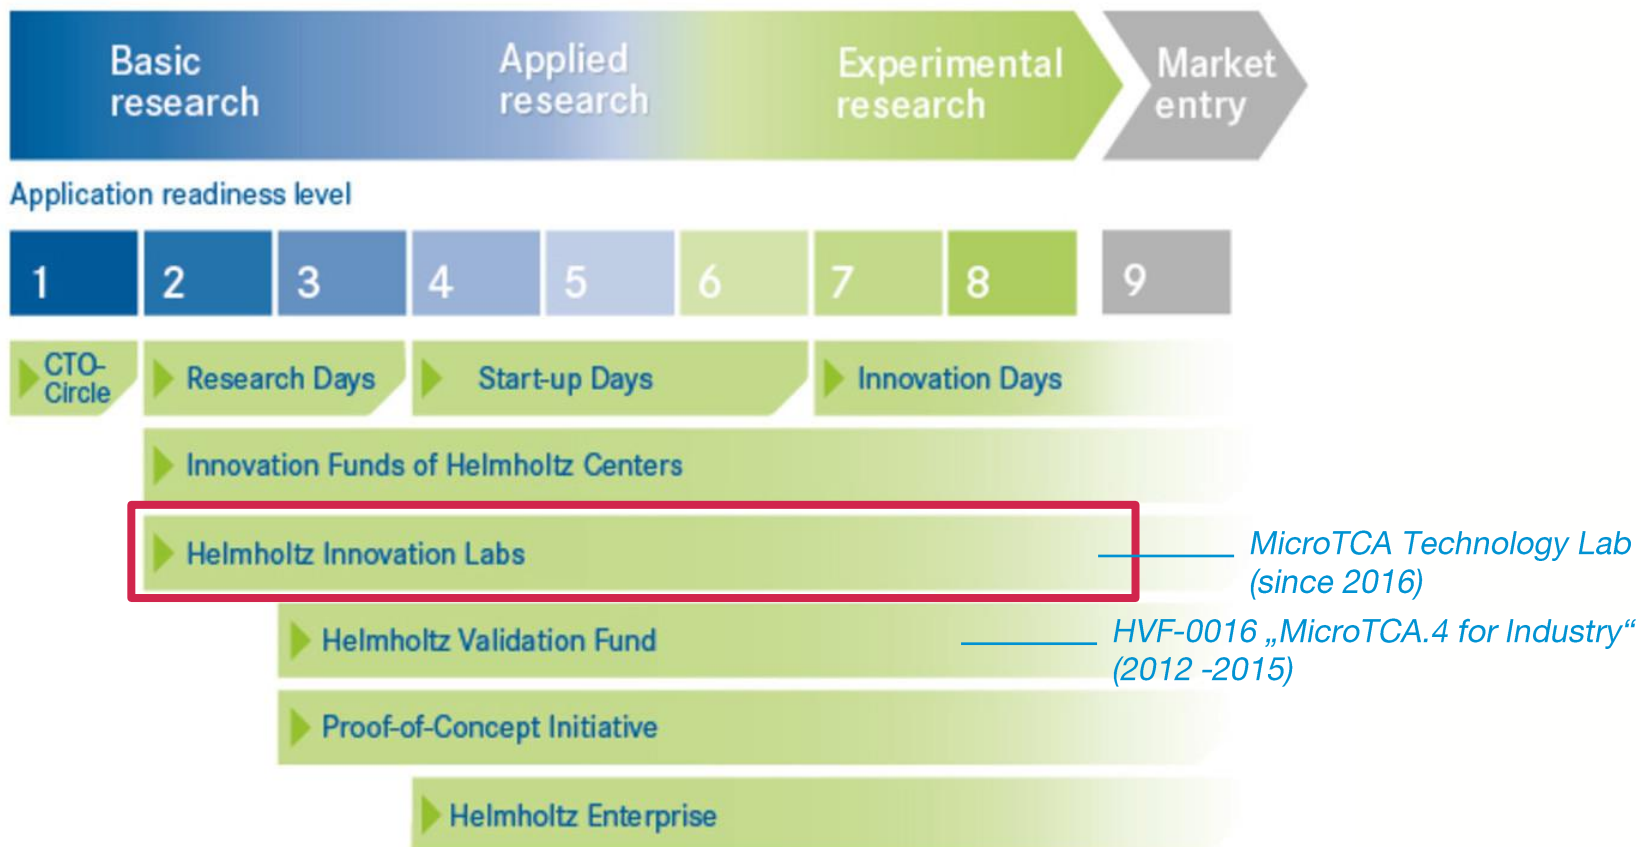 Basic
research
Applied
research
Experimental
research
Market
entry
Application readiness level
1 2 3 4 5 6 7 8 9
CTO-
Circle
Research Days
Start-up Days
Innovation Days
Innovation Funds of Helmholtz Centers
Helmholtz Innovation Labs
MicroTCA Technology Lab
(since 2016)
Helmholtz Validation Fund
HVF-0016 „MicroTCA.4 for Industry“
(2012 -2015)
Proof-of-Concept Initiative
Helmholtz Enterprise